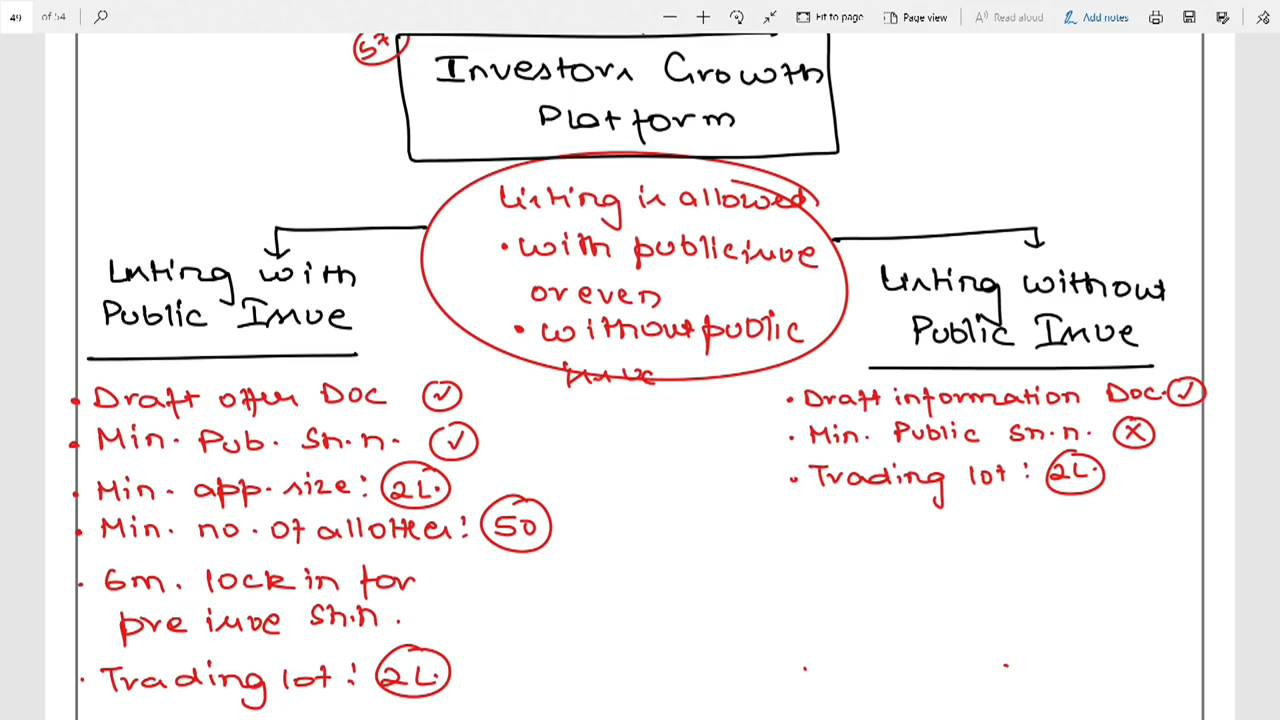 49 of 54
Fit to page
Page view
Read aloud
Add notes
57
Investors Growth
Platform
Listing is allowed
• with public issue
or even
• without public
issue
Listing with
Public Issue
• Draft offer Doc ✓
• Min. Pub. Sh.h. ✓
• Min. app. size: 2L.
• Min. no. of allottee: 50
• 6m. lock in for
pre issue Sh.h.
• Trading lot: 2L.
Listing without
Public Issue
• Draft information Doc. ✓
• Min. Public Sh.h. X
• Trading lot: 2L.